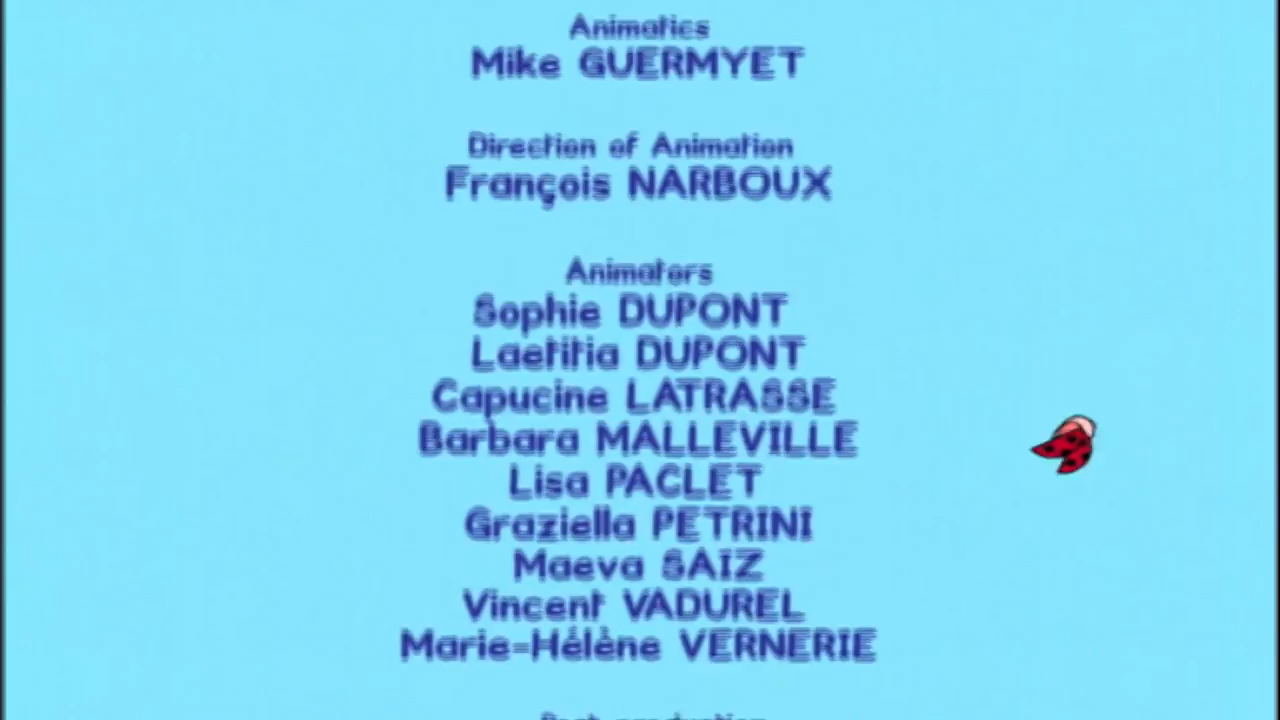 Animatics
Mike GUERMYET
Direction of Animation
François NARBOUX
Animators
Sophie DUPONT
Laetitia DUPONT
Capucine LATRASSE
Barbara MALLEVILLE
Lisa PACLET
Graziella PETRINI
Maeva SAIZ
Vincent VADUREL
Marie-Hélène VERNERIE